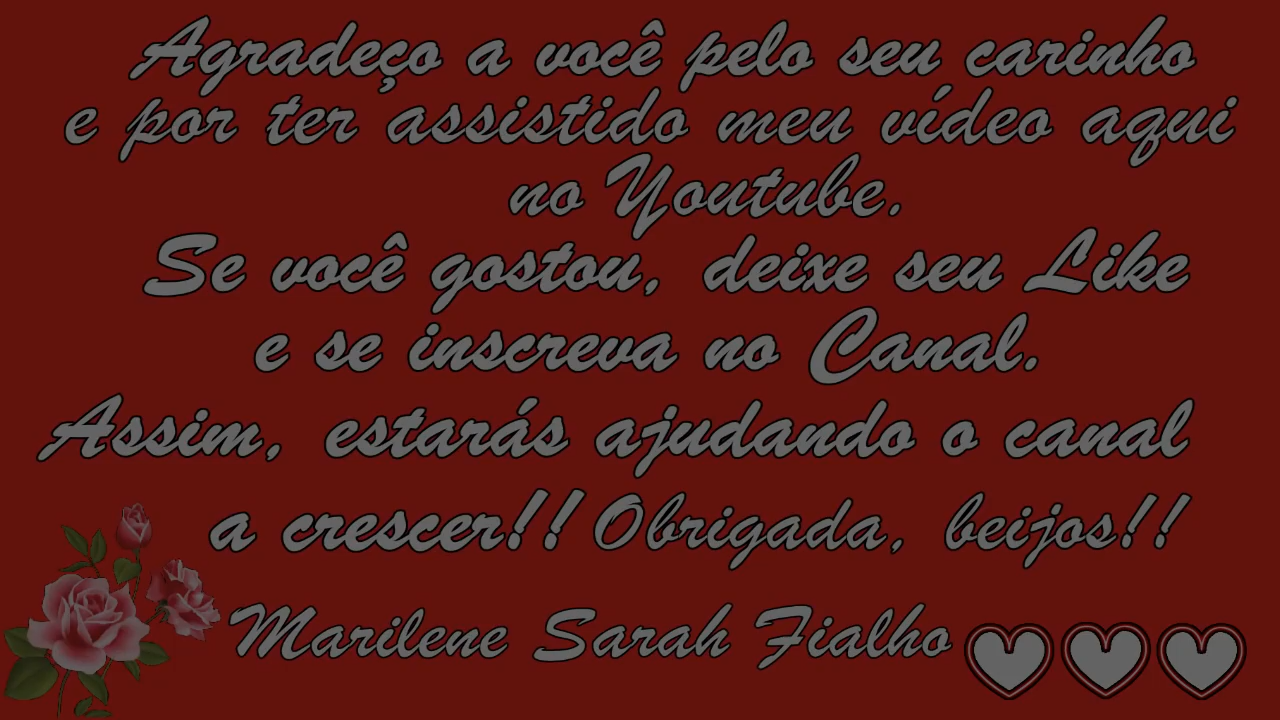 Agradeço a você pelo seu carinho
e por ter assistido meu vídeo aqui
no Youtube.
Se você gostou, deixe seu Like
e se inscreva no Canal.
Assim, estarás ajudando o canal
a crescer!! Obrigada, beijos!!
Marilene Sarah Fialho